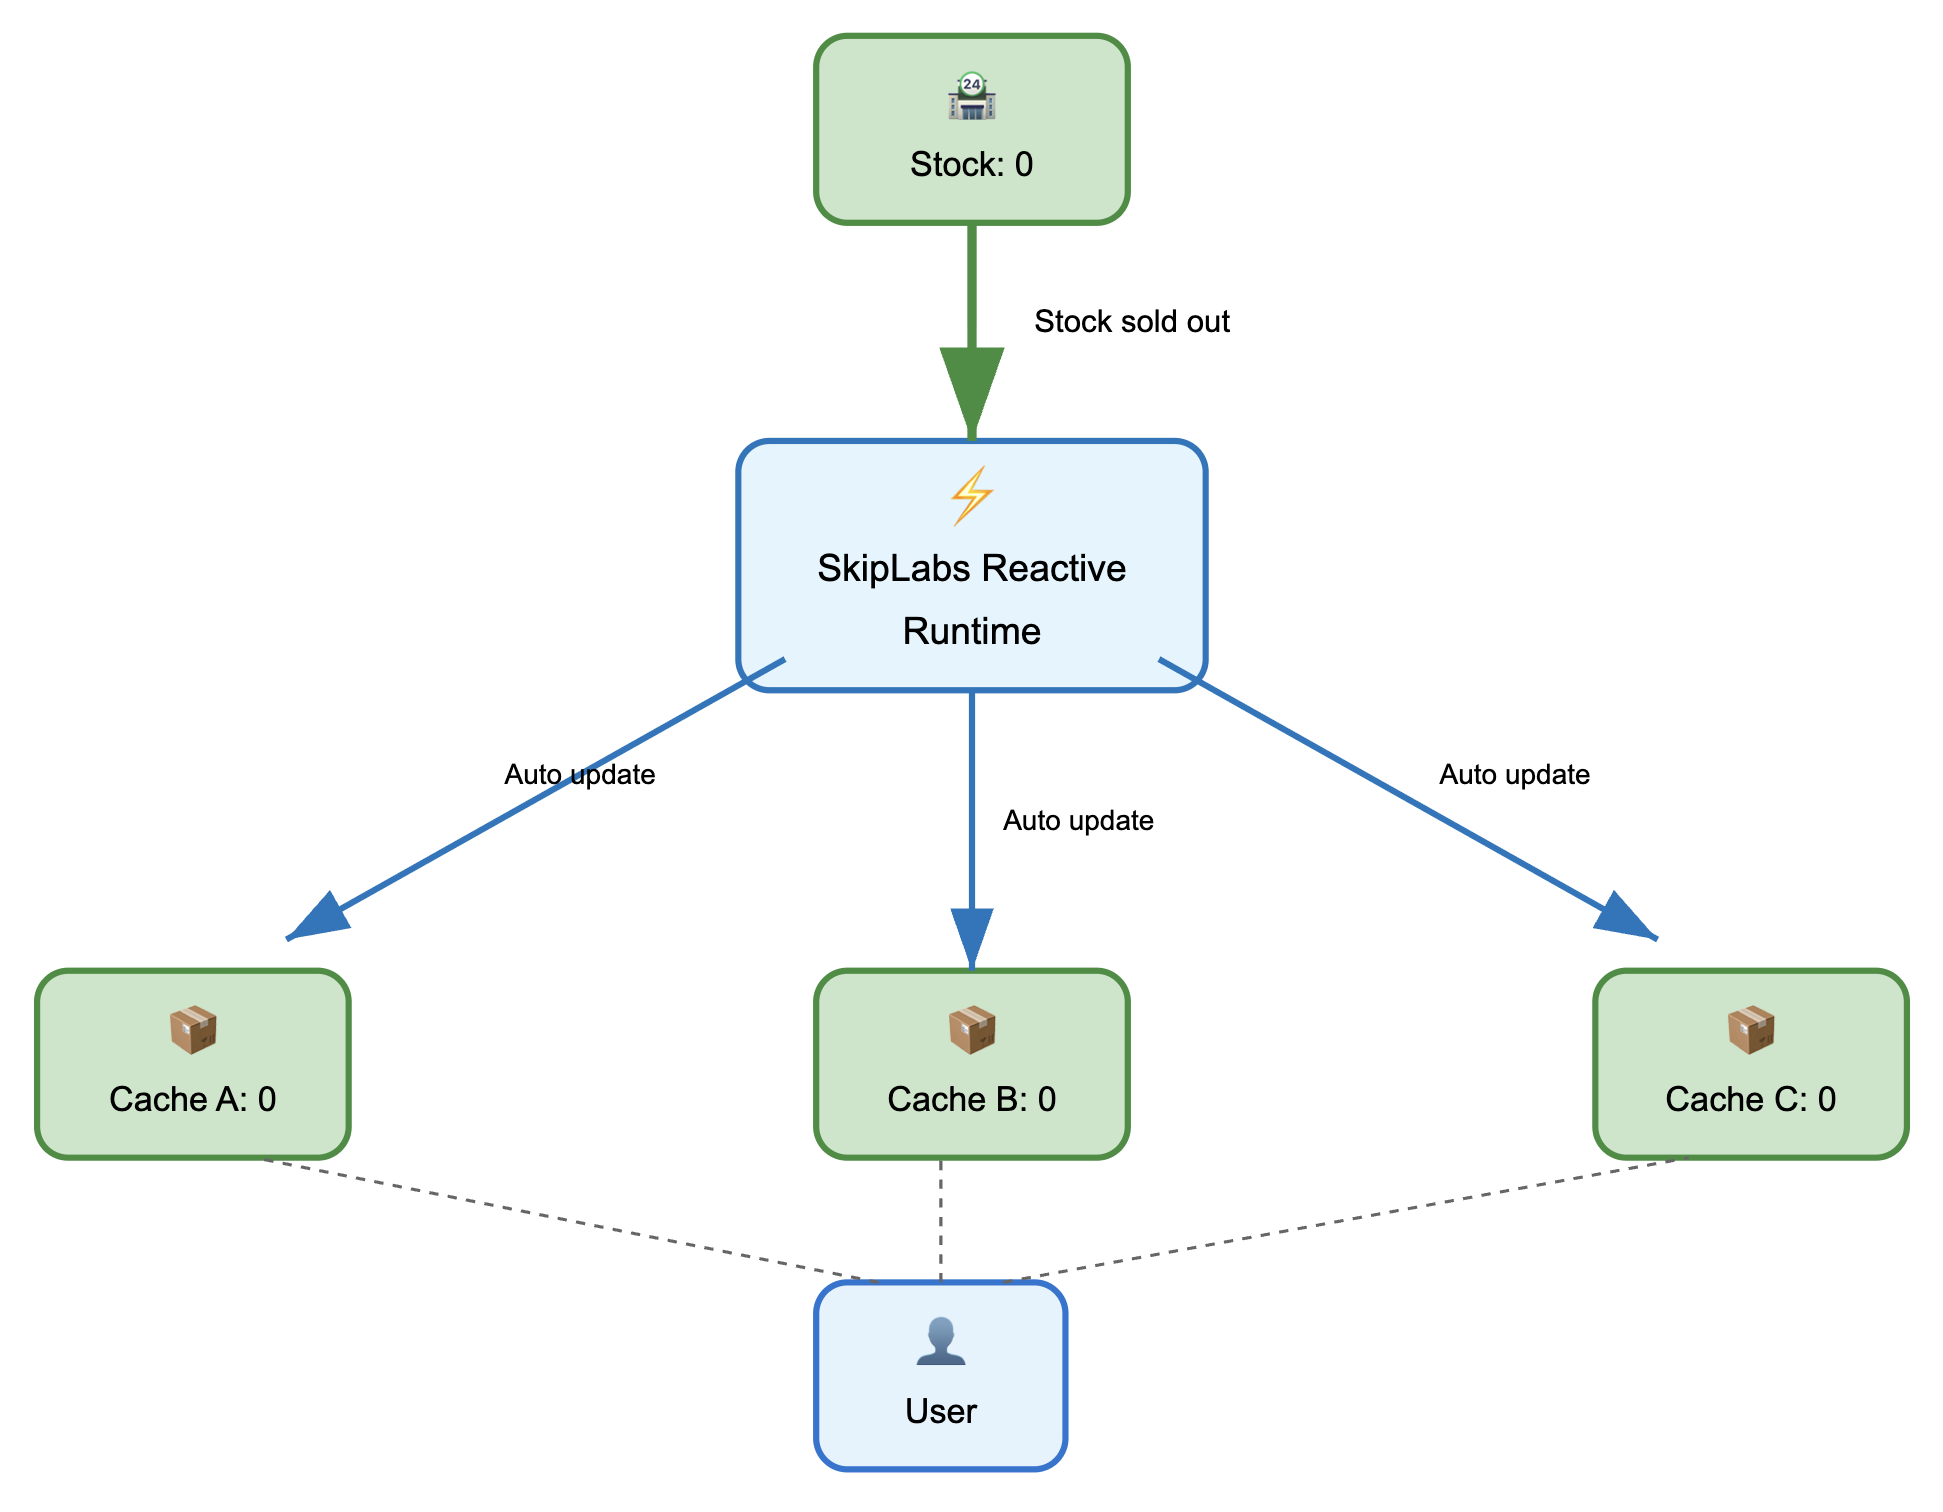 24
Stock: 0
Stock sold out
SkipLabs Reactive
Runtime
Auto update
Auto update
Auto update
Cache A: 0
Cache B: 0
Cache C: 0
User